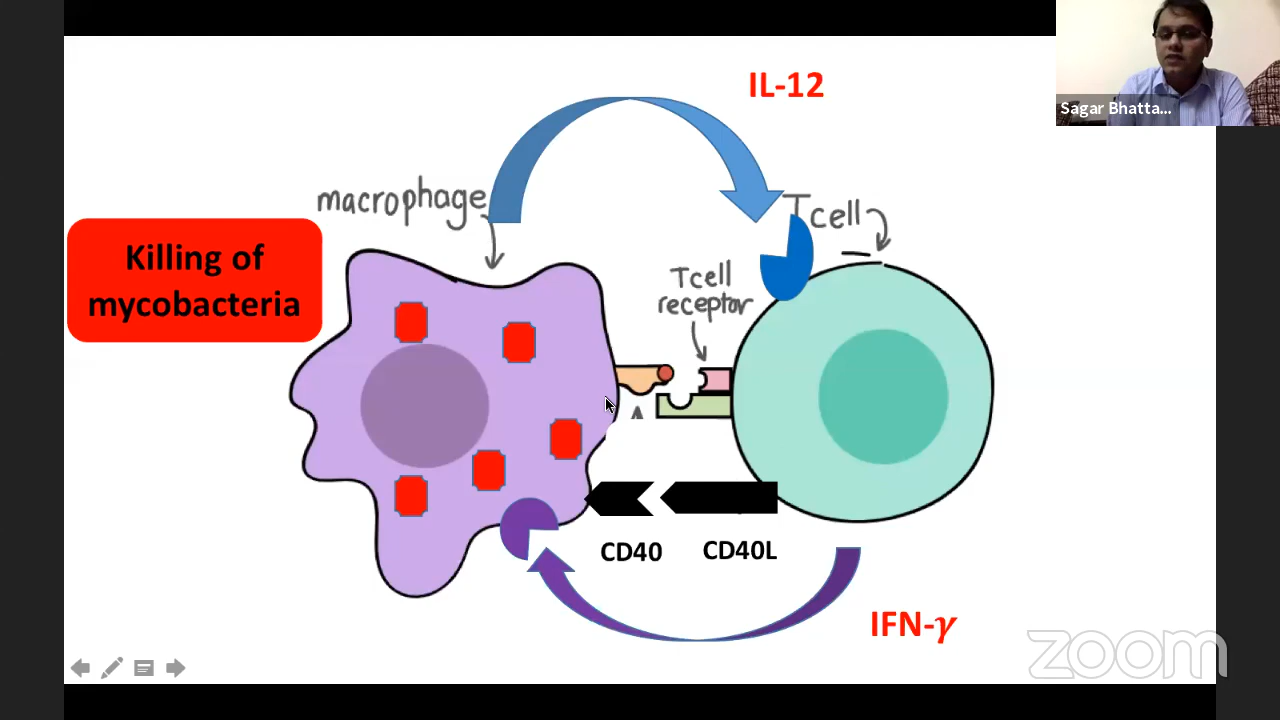 IL-12
Sagar Bhatta...
macrophage
Tcell
Killing of
mycobacteria
Tcell
receptor
CD40
CD40L
IFN-γ
zoom